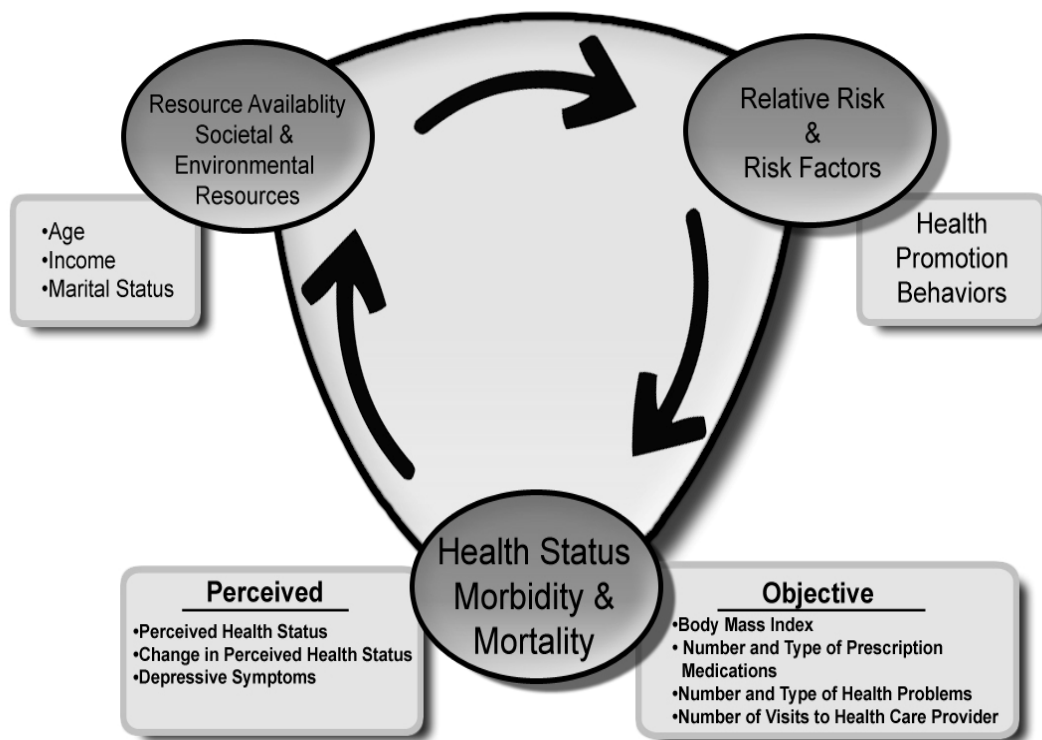 Resource Availablity
Societal &
Environmental
Resources
Relative Risk
&
Risk Factors
•Age
•Income
•Marital Status
Health
Promotion
Behaviors
Health Status
Morbidity &
Mortality
Perceived
•Perceived Health Status
•Change in Perceived Health Status
•Depressive Symptoms
Objective
•Body Mass Index
• Number and Type of Prescription
Medications
•Number and Type of Health Problems
•Number of Visits to Health Care Provider